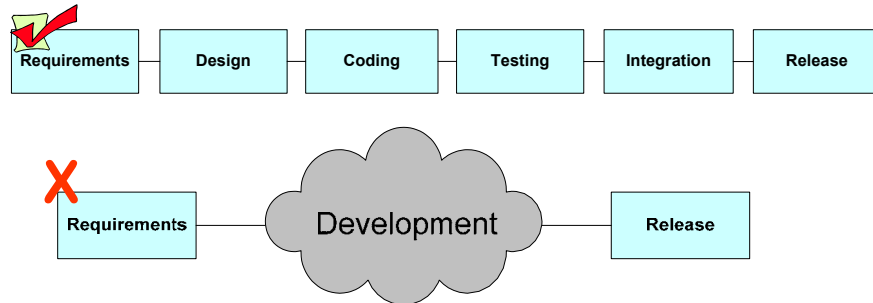 Requirements
Design
Coding
Testing
Integration
Release
Requirements
Development
Release